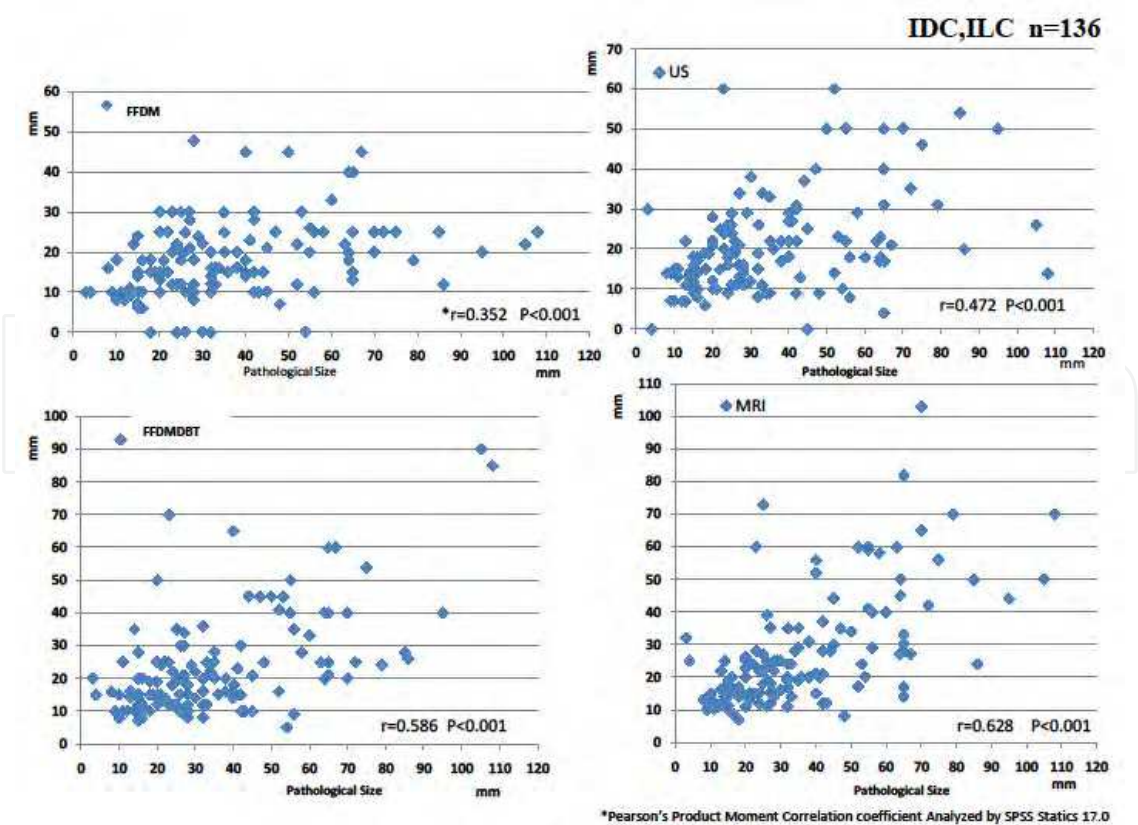 IDC,ILC n=136
FFDM
mm
60
50
40
30
20
10
0
*r=0.352 P<0.001
0 10 20 30 40 50 60 70 80 90 100 110 120
Pathological Size
mm
US
mm
70
60
50
40
30
20
10
0
r=0.472 P<0.001
0 10 20 30 40 50 60 70 80 90 100 110 120
Pathological Size
mm
FFDMDBT
mm
100
90
80
70
60
50
40
30
20
10
0
r=0.586 P<0.001
0 10 20 30 40 50 60 70 80 90 100 110 120
Pathological Size
mm
MRI
mm
110
100
90
80
70
60
50
40
30
20
10
0
r=0.628 P<0.001
0 10 20 30 40 50 60 70 80 90 100 110 120
Pathological Size
mm
*Pearson's Product Moment Correlation coefficient Analyzed by SPSS Statics 17.0